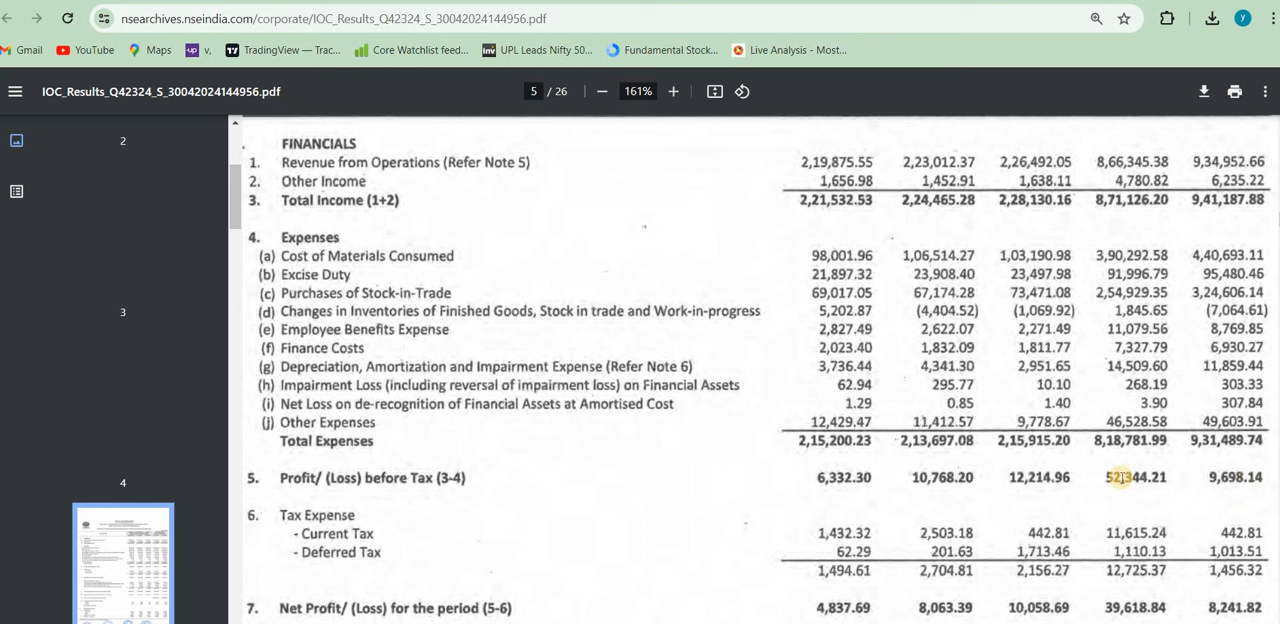 nsearchives.nseindia.com/corporate/IOC_Results_Q42324_S_30042024144956.pdf
y
Gmail YouTube Maps up v, TradingView — Trac... Core Watchlist feed... Inv UPL Leads Nifty 50... Fundamental Stock... Live Analysis - Most...
IOC_Results_Q42324_S_30042024144956.pdf 5 / 26 161%
2
3
4
FINANCIALS
1. Revenue from Operations (Refer Note 5) 2,19,875.55 2,23,012.37 2,26,492.05 8,66,345.38 9,34,952.66
2. Other Income 1,656.98 1,452.91 1,638.11 4,780.82 6,235.22
3. Total Income (1+2) 2,21,532.53 2,24,465.28 2,28,130.16 8,71,126.20 9,41,187.88
4. Expenses
(a) Cost of Materials Consumed 98,001.96 1,06,514.27 1,03,190.98 3,90,292.58 4,40,693.11
(b) Excise Duty 21,897.32 23,908.40 23,497.98 91,996.79 95,480.46
(c) Purchases of Stock-in-Trade 69,017.05 67,174.28 73,471.08 2,54,929.35 3,24,606.14
(d) Changes in Inventories of Finished Goods, Stock in trade and Work-in-progress 5,202.87 (4,404.52) (1,069.92) 1,845.65 (7,064.61)
(e) Employee Benefits Expense 2,827.49 2,622.07 2,271.49 11,079.56 8,769.85
(f) Finance Costs 2,023.40 1,832.09 1,811.77 7,327.79 6,930.27
(g) Depreciation, Amortization and Impairment Expense (Refer Note 6) 3,736.44 4,341.30 2,951.65 14,509.60 11,859.44
(h) Impairment Loss (including reversal of impairment loss) on Financial Assets 62.94 295.77 10.10 268.19 303.33
(i) Net Loss on de-recognition of Financial Assets at Amortised Cost 1.29 0.85 1.40 3.90 307.84
(j) Other Expenses 12,429.47 11,412.57 9,778.67 46,528.58 49,603.91
Total Expenses 2,15,200.23 2,13,697.08 2,15,915.20 8,18,781.99 9,31,489.74
5. Profit/ (Loss) before Tax (3-4) 6,332.30 10,768.20 12,214.96 52,344.21 9,698.14
6. Tax Expense
- Current Tax 1,432.32 2,503.18 442.81 11,615.24 442.81
- Deferred Tax 62.29 201.63 1,713.46 1,110.13 1,013.51
1,494.61 2,704.81 2,156.27 12,725.37 1,456.32
7. Net Profit/ (Loss) for the period (5-6) 4,837.69 8,063.39 10,058.69 39,618.84 8,241.82